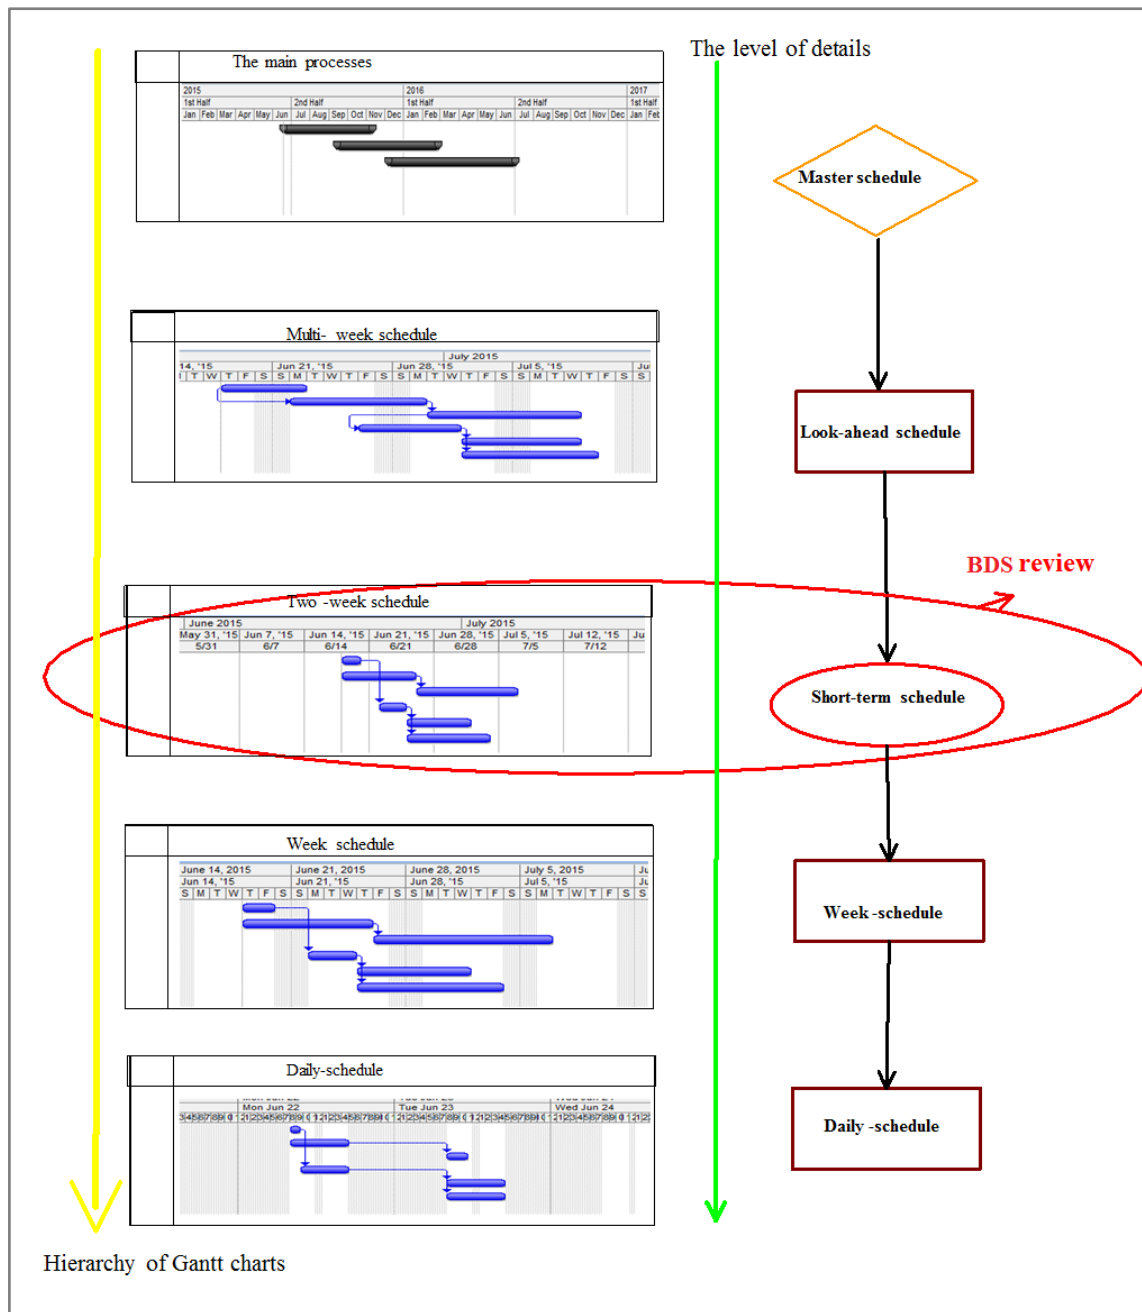 The level of details
The main processes
2015 2016 2017
1st Half 2nd Half 1st Half 2nd Half 1st Half
Jan Feb Mar Apr May Jun Jul Aug Sep Oct Nov Dec Jan Feb Mar Apr May Jun Jul Aug Sep Oct Nov Dec Jan Feb
Master schedule
Multi- week schedule
July 2015
14, '15 Jun 21, '15 Jun 28, '15 Jul 5, '15 Ju
T W T F S S M T W T F S S M T W T F S S M T W T F S S
Look-ahead schedule
BDS review
Two -week schedule
June 2015 July 2015
May 31, '15 Jun 7, '15 Jun 14, '15 Jun 21, '15 Jun 28, '15 Jul 5, '15 Jul 12, '15 Ju
5/31 6/7 6/14 6/21 6/28 7/5 7/12
Short-term schedule
Week schedule
June 14, 2015 June 21, 2015 June 28, 2015 July 5, 2015 Ju
Jun 14, '15 Jun 21, '15 Jun 28, '15 Jul 5, '15 Ju
S M T W T F S S M T W T F S S M T W T F S S M T W T F S S
Week -schedule
Daily-schedule
Mon Jun 22 Tue Jun 23 Wed Jun 24
Daily -schedule
Hierarchy of Gantt charts